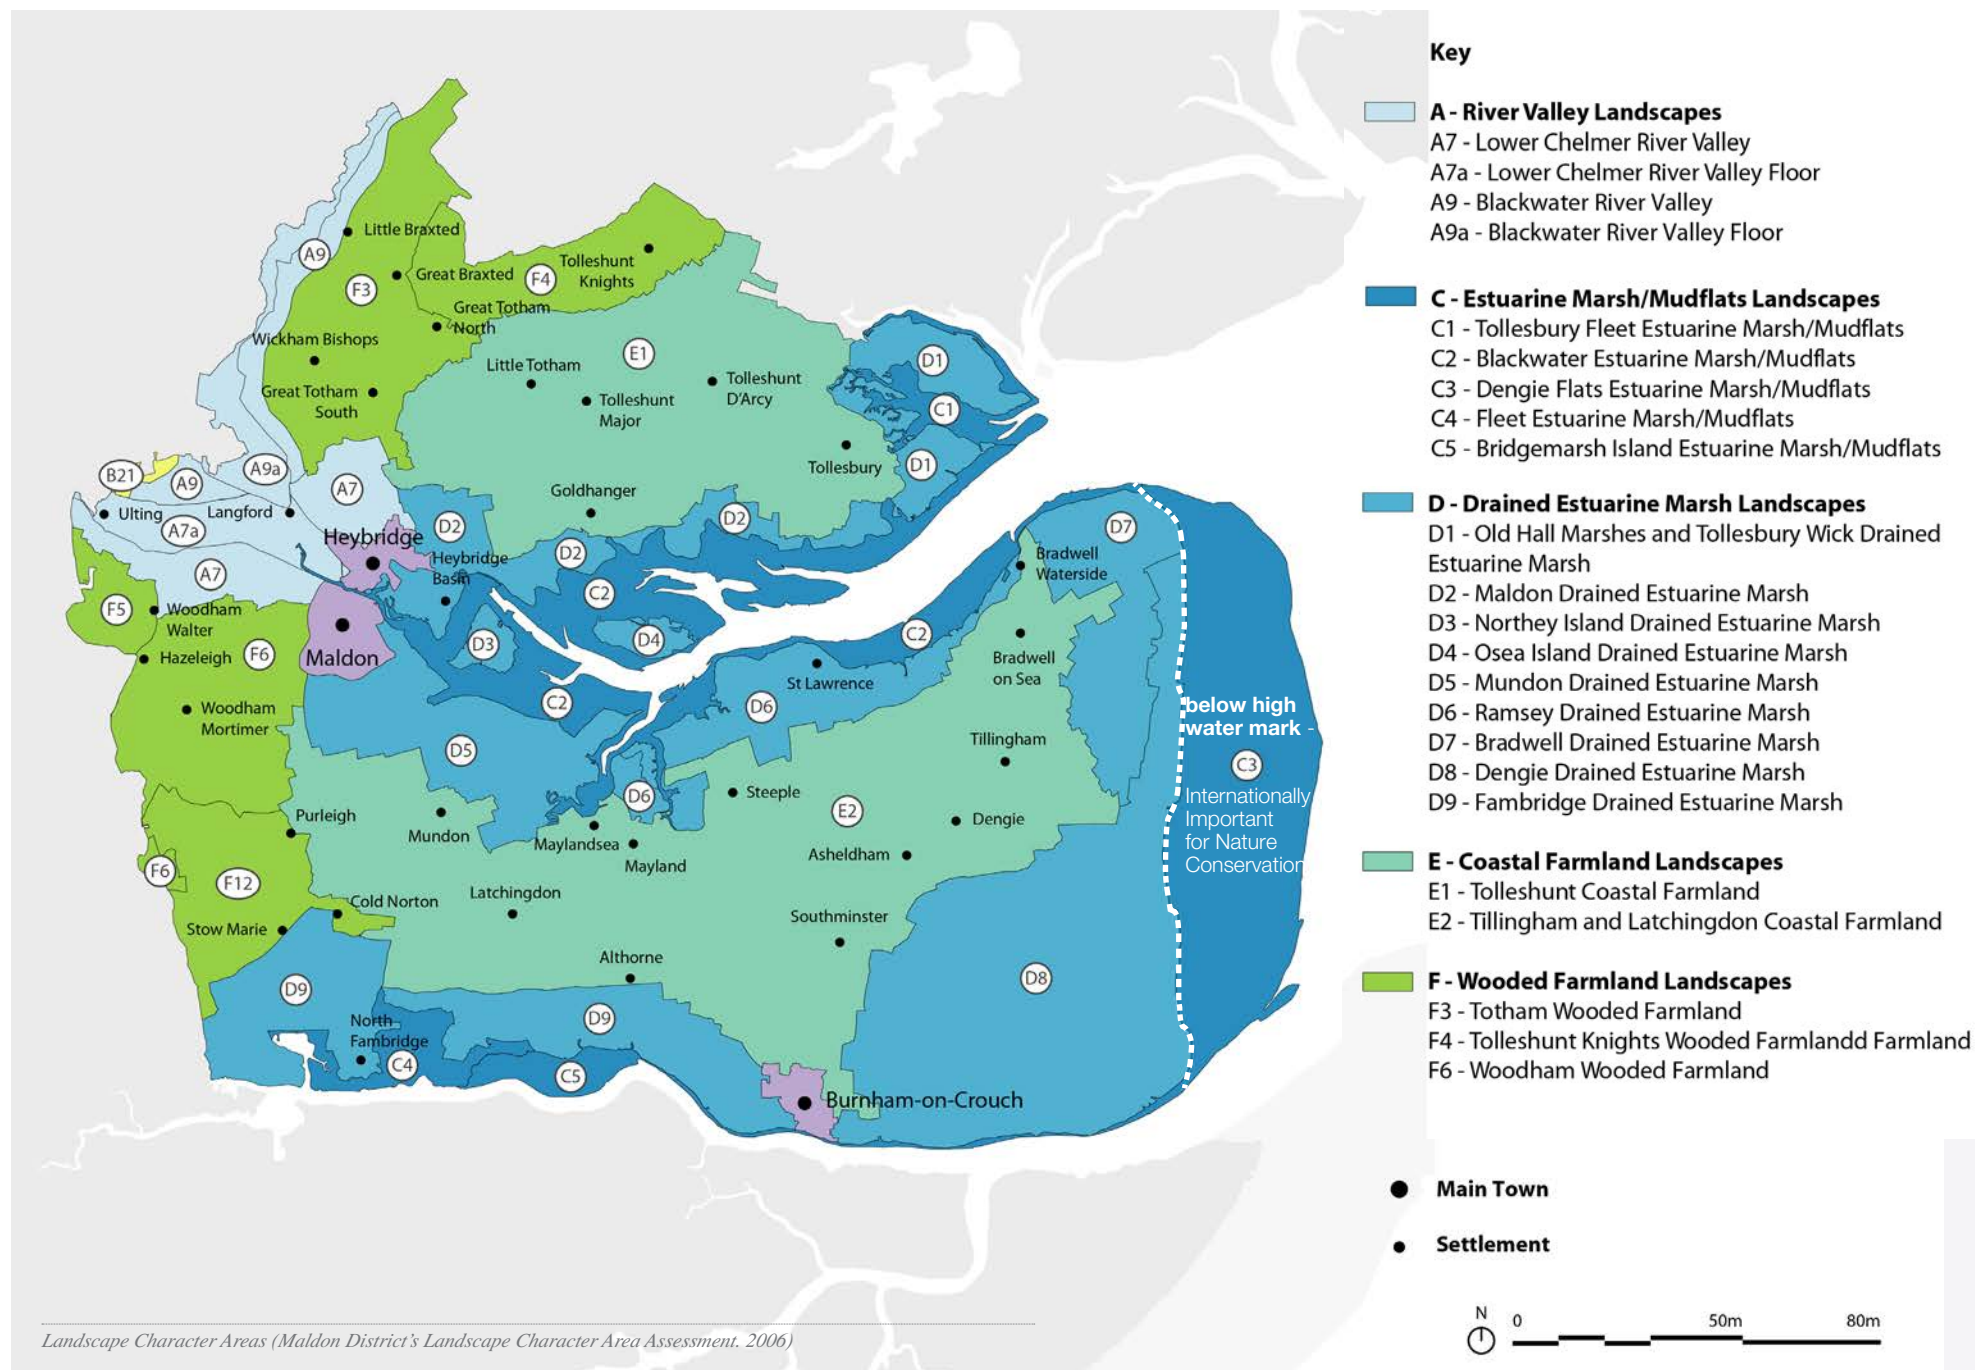 Key
A - River Valley Landscapes
A7 - Lower Chelmer River Valley
A7a - Lower Chelmer River Valley Floor
A9 - Blackwater River Valley
A9a - Blackwater River Valley Floor
C - Estuarine Marsh/Mudflats Landscapes
C1 - Tollesbury Fleet Estuarine Marsh/Mudflats
C2 - Blackwater Estuarine Marsh/Mudflats
C3 - Dengie Flats Estuarine Marsh/Mudflats
C4 - Fleet Estuarine Marsh/Mudflats
C5 - Bridgemarsh Island Estuarine Marsh/Mudflats
D - Drained Estuarine Marsh Landscapes
D1 - Old Hall Marshes and Tollesbury Wick Drained
Estuarine Marsh
D2 - Maldon Drained Estuarine Marsh
D3 - Northey Island Drained Estuarine Marsh
D4 - Osea Island Drained Estuarine Marsh
D5 - Mundon Drained Estuarine Marsh
D6 - Ramsey Drained Estuarine Marsh
D7 - Bradwell Drained Estuarine Marsh
D8 - Dengie Drained Estuarine Marsh
D9 - Fambridge Drained Estuarine Marsh
E - Coastal Farmland Landscapes
E1 - Tolleshunt Coastal Farmland
E2 - Tillingham and Latchingdon Coastal Farmland
F - Wooded Farmland Landscapes
F3 - Totham Wooded Farmland
F4 - Tolleshunt Knights Wooded Farmlandd Farmland
F6 - Woodham Wooded Farmland
Main Town
Settlement
N
0
50m
80m
Little Braxted
A9
Great Braxted
F3
F4
Tolleshunt
Knights
Great Totham
North
Wickham Bishops
Great Totham
South
E1
Little Totham
Tolleshunt
Major
Tolleshunt
D'Arcy
D1
C1
D1
Tollesbury
B21
A9
A9a
A7
Goldhanger
Ulting
Langford
A7a
Heybridge
D2
D2
D2
D7
Heybridge
Basin
Bradwell
Waterside
A7
C2
F5
Woodham
Walter
Hazeleigh
F6
Maldon
D3
D4
C2
Bradwell
on Sea
St Lawrence
Woodham
Mortimer
C2
D6
D5
Tillingham
below high
water mark -
C3
Internationally
Important
for Nature
Conservation
D6
Steeple
E2
Dengie
Purleigh
Mundon
Maylandsea
Mayland
Asheldham
F6
F12
Cold Norton
Latchingdon
Southminster
Stow Marie
Althorne
D9
D9
D8
North
Fambridge
C4
C5
Burnham-on-Crouch
Landscape Character Areas (Maldon District's Landscape Character Area Assessment. 2006)